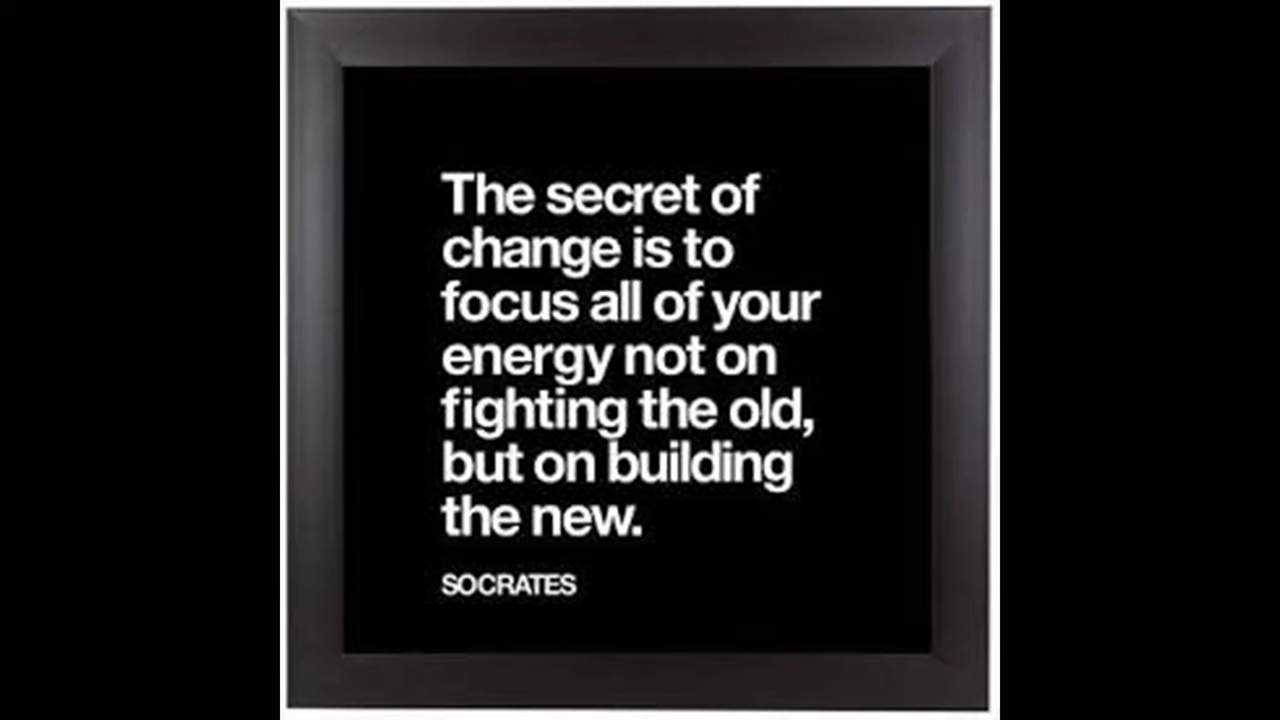 The secret of
change is to
focus all of your
energy not on
fighting the old,
but on building
the new.
SOCRATES